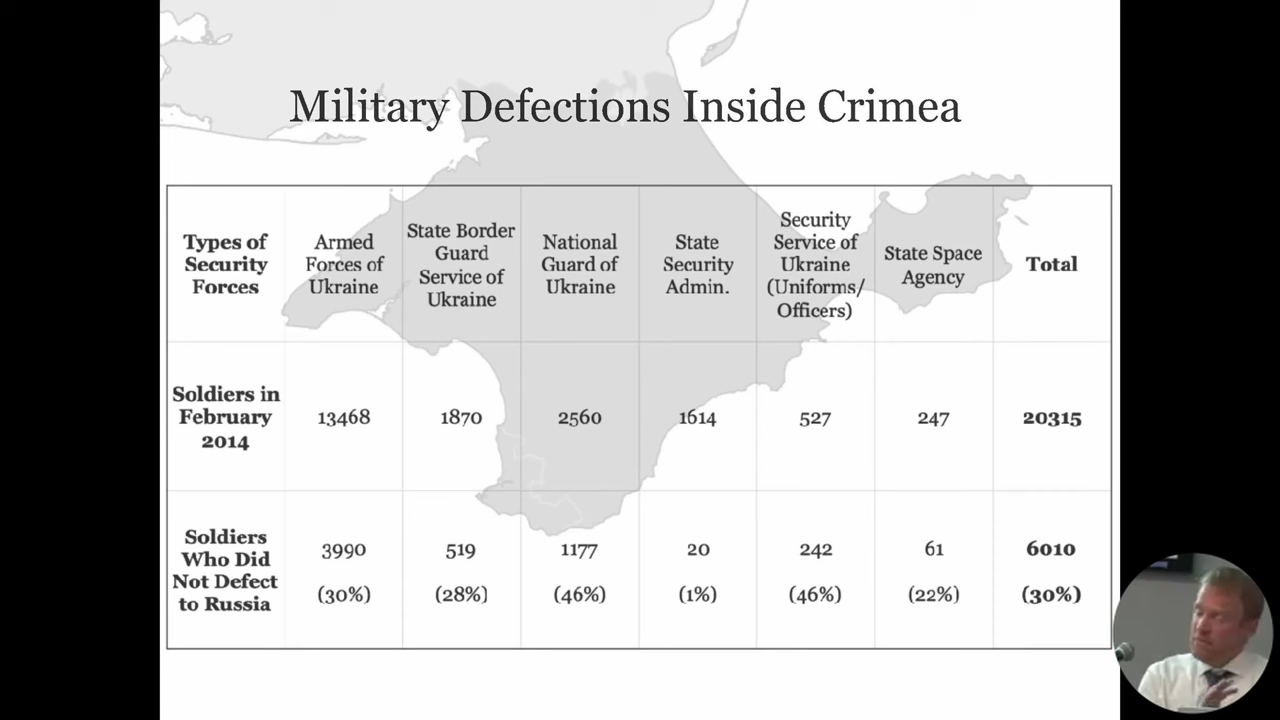 Military Defections Inside Crimea
Types of
Security
Forces
Armed
Forces of
Ukraine
State Border
Guard
Service of
Ukraine
National
Guard of
Ukraine
State
Security
Admin.
Security
Service of
Ukraine
(Uniforms/
Officers)
State Space
Agency
Total
Soldiers in
February
2014
13468
1870
2560
1614
527
247
20315
Soldiers
Who Did
Not Defect
to Russia
3990
(30%)
519
(28%)
1177
(46%)
20
(1%)
242
(46%)
61
(22%)
6010
(30%)